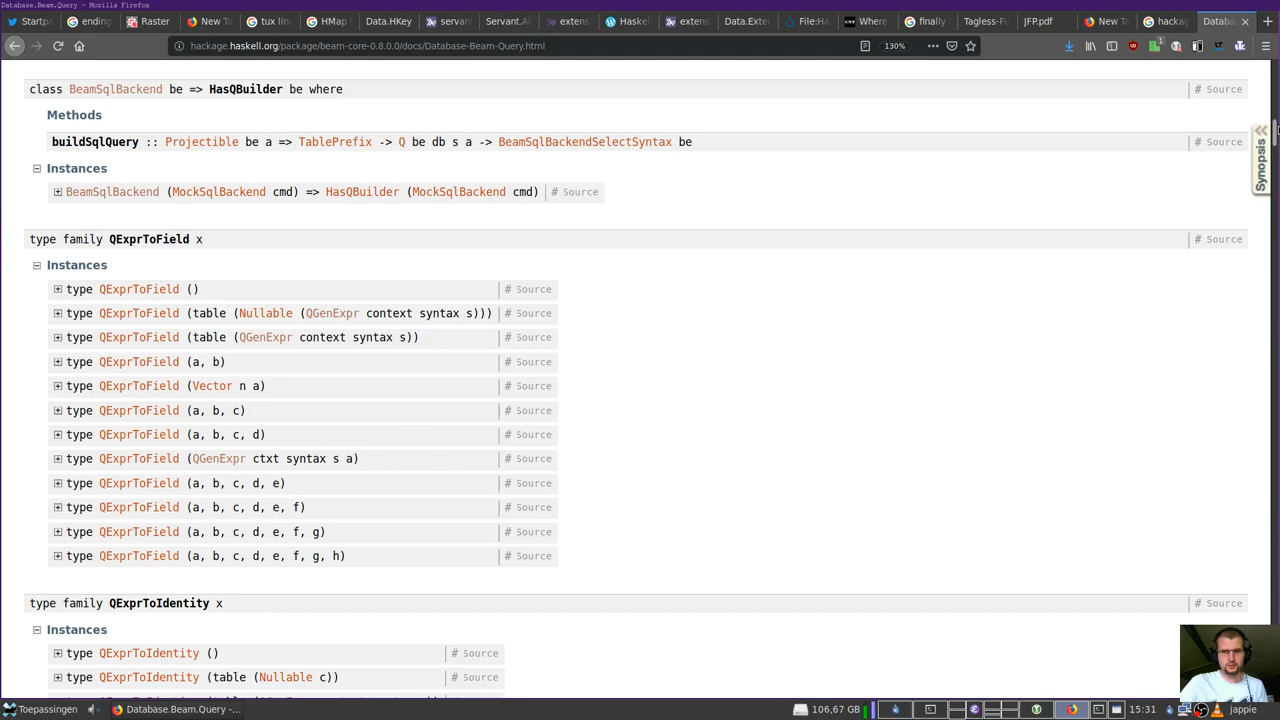 Database.Beam.Query - Mozilla Firefox
Startpa
ending
Raster
New Ta
tux lin
HMap
Data.HKey
servan
Servant.AP
extens
Haskel
extens
Data.Exten
File:Ha
Where
finally
Tagless-Fin
JFP.pdf
New Ta
hackag
Databas
hackage.haskell.org/package/beam-core-0.8.0.0/docs/Database-Beam-Query.html
130%
class BeamSqlBackend be => HasQBuilder be where
# Source
Methods
buildSqlQuery :: Projectible be a => TablePrefix -> Q be db s a -> BeamSqlBackendSelectSyntax be
# Source
Synopsis
Instances
BeamSqlBackend (MockSqlBackend cmd) => HasQBuilder (MockSqlBackend cmd)
# Source
type family QExprToField x
# Source
Instances
type QExprToField ()
# Source
type QExprToField (table (Nullable (QGenExpr context syntax s)))
# Source
type QExprToField (table (QGenExpr context syntax s))
# Source
type QExprToField (a, b)
# Source
type QExprToField (Vector n a)
# Source
type QExprToField (a, b, c)
# Source
type QExprToField (a, b, c, d)
# Source
type QExprToField (QGenExpr ctxt syntax s a)
# Source
type QExprToField (a, b, c, d, e)
# Source
type QExprToField (a, b, c, d, e, f)
# Source
type QExprToField (a, b, c, d, e, f, g)
# Source
type QExprToField (a, b, c, d, e, f, g, h)
# Source
type family QExprToIdentity x
# Source
Instances
type QExprToIdentity ()
# Source
type QExprToIdentity (table (Nullable c))
# Source
Toepassingen
Database.Beam.Query - ...
106,67 GB
15:31
jappie